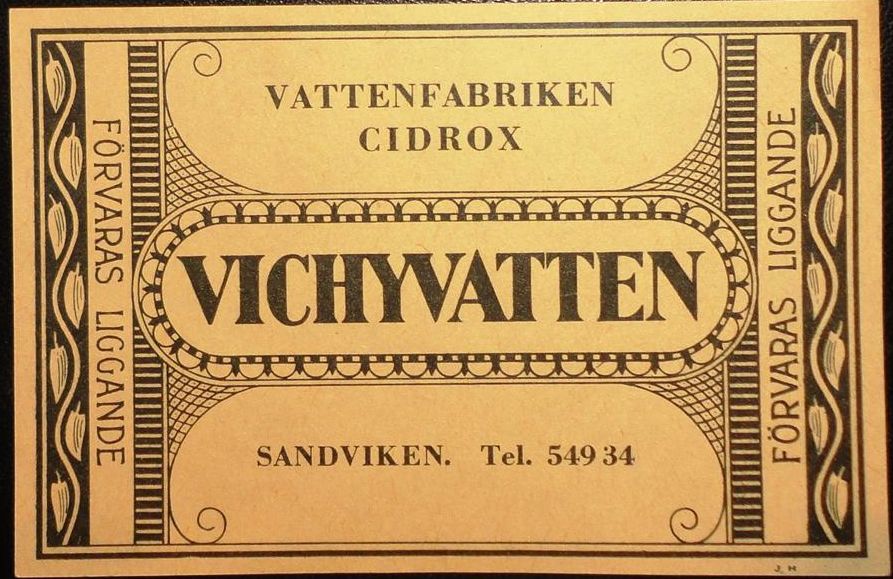 VATTENFABRIKEN
CIDROX
FÖRVARAS LIGGANDE
VICHYVATTEN
FÖRVARAS LIGGANDE
SANDVIKEN. Tel. 549 34
J. H